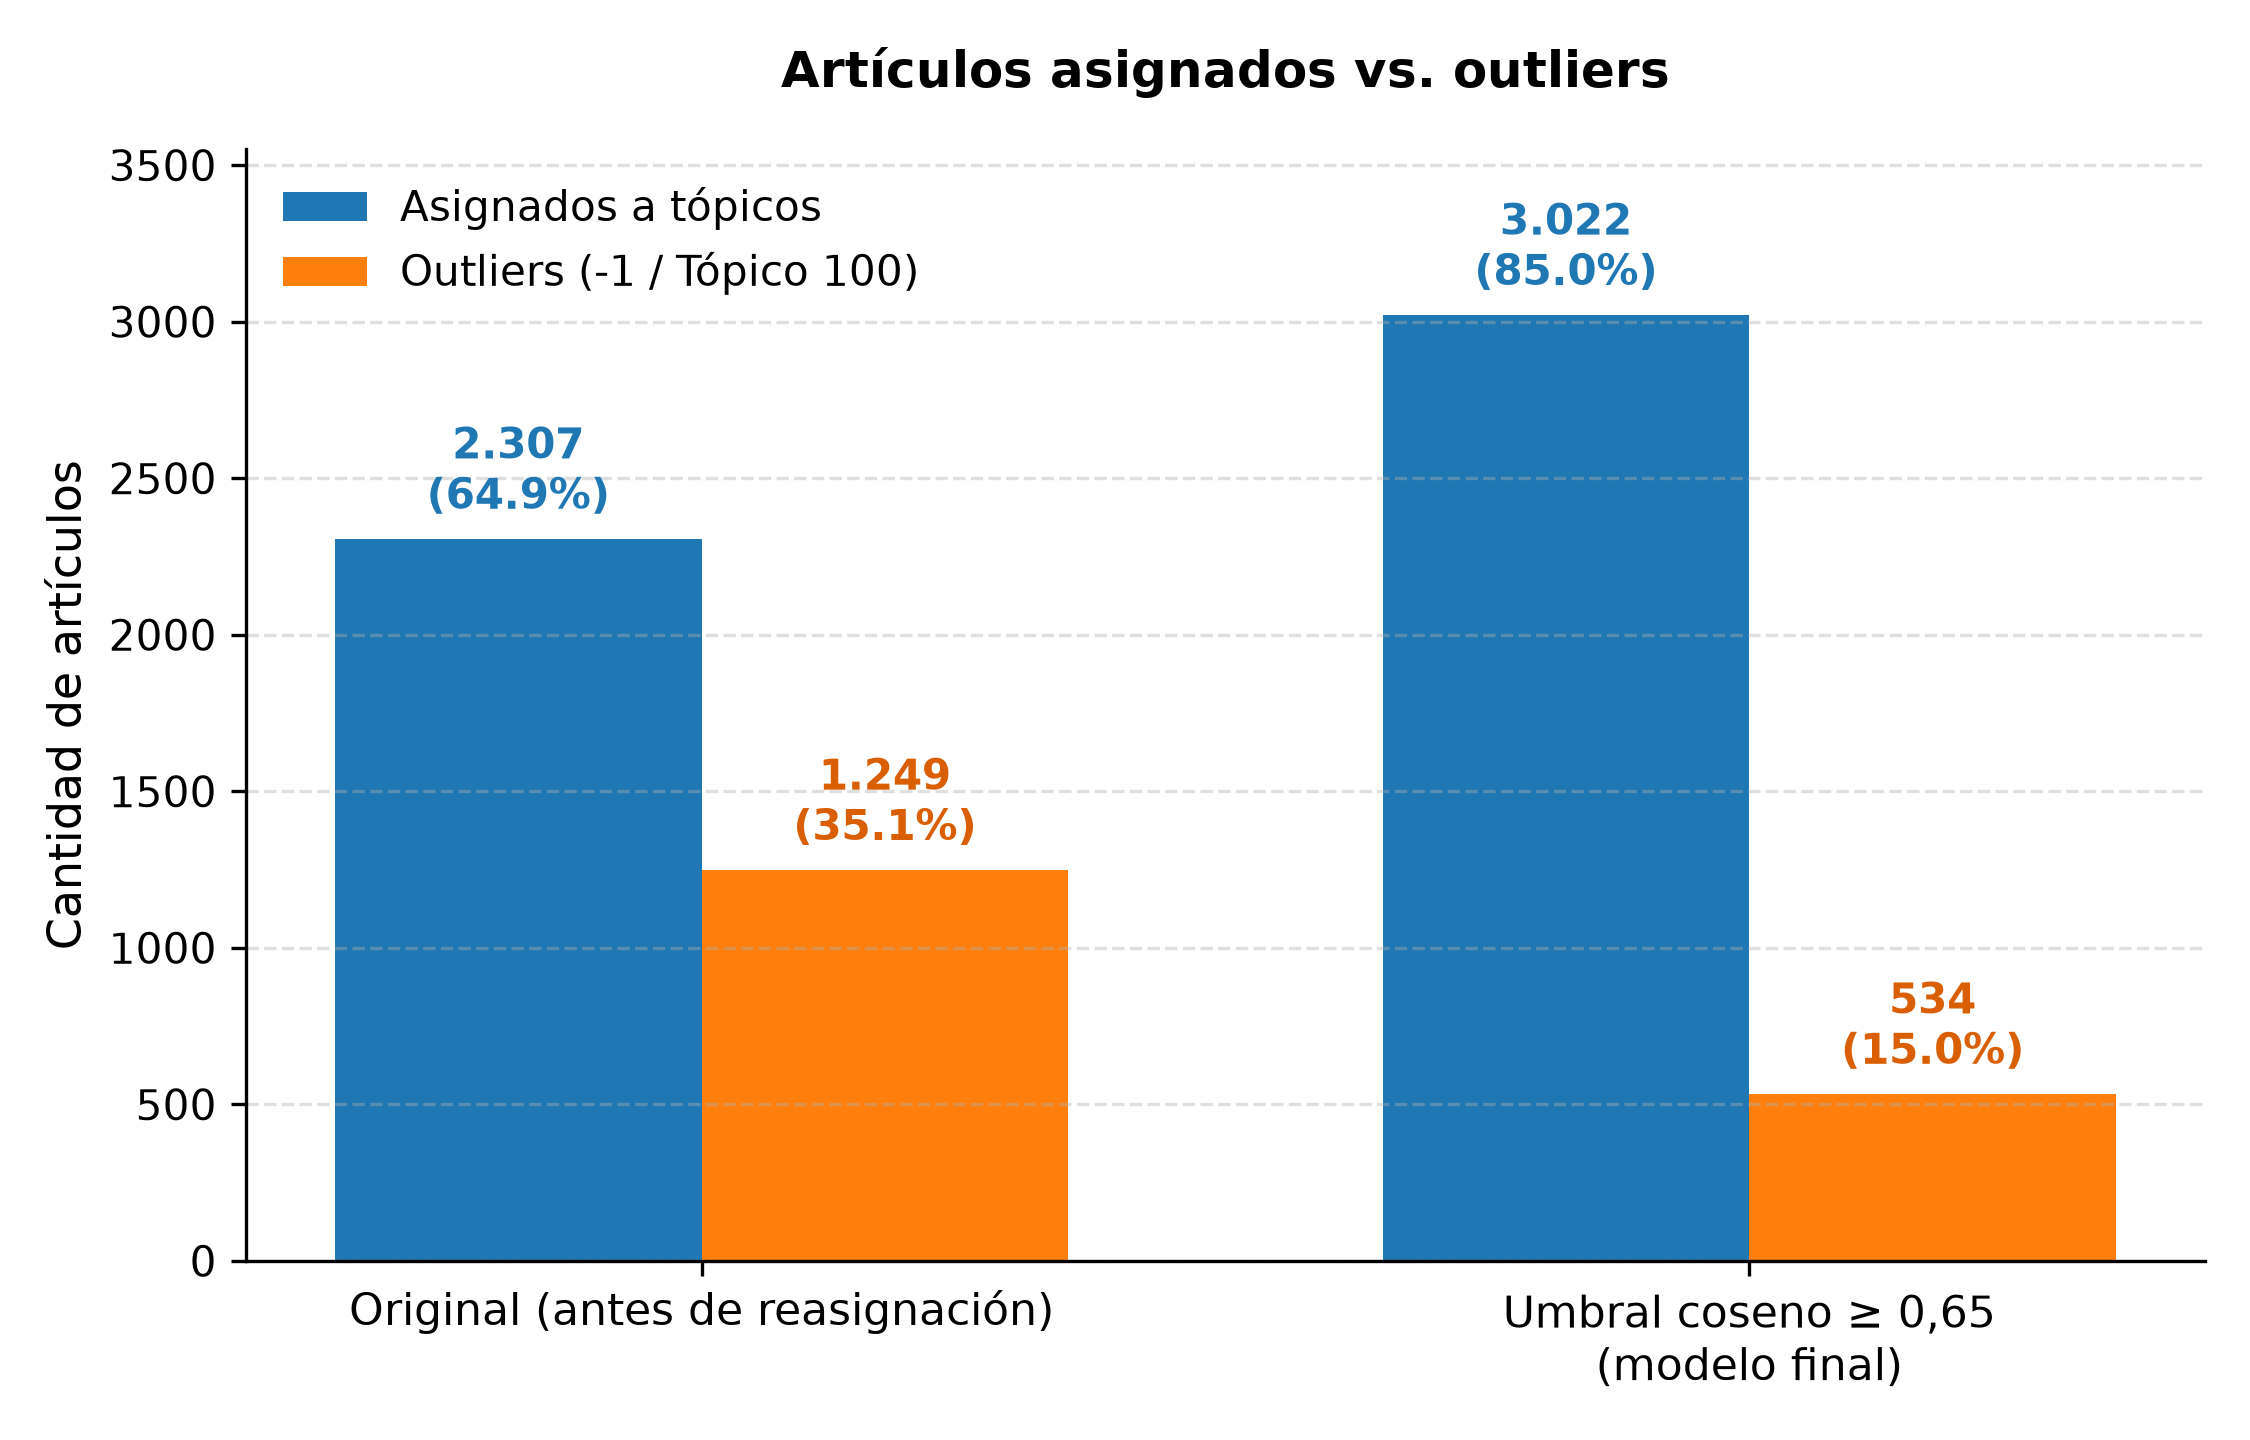 Artículos asignados vs. outliers
Cantidad de artículos
3500
3000
2500
2000
1500
1000
500
0
Asignados a tópicos
Outliers (-1 / Tópico 100)
2.307
(64.9%)
1.249
(35.1%)
3.022
(85.0%)
534
(15.0%)
Original (antes de reasignación)
Umbral coseno ≥ 0,65
(modelo final)